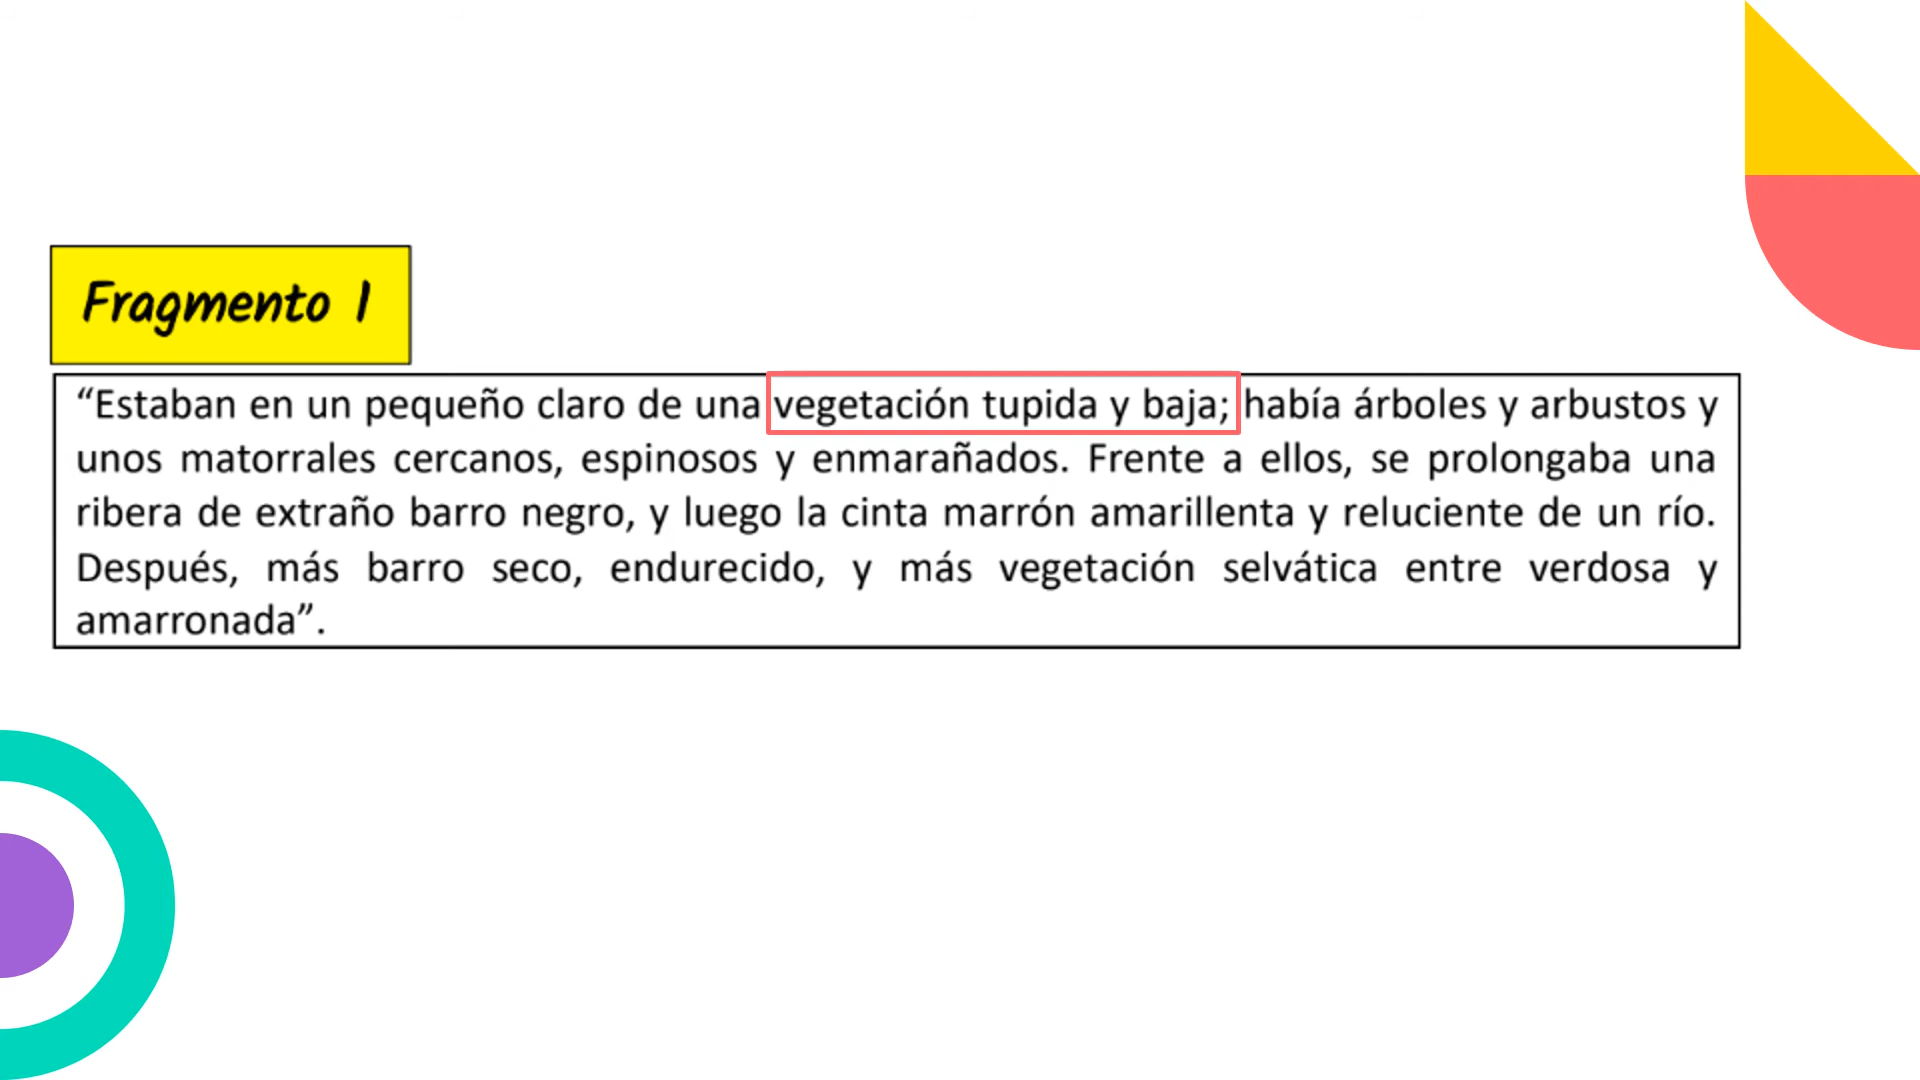 Fragmento 1
“Estaban en un pequeño claro de una vegetación tupida y baja; había árboles y arbustos y
unos matorrales cercanos, espinosos y enmarañados. Frente a ellos, se prolongaba una
ribera de extraño barro negro, y luego la cinta marrón amarillenta y reluciente de un río.
Después, más barro seco, endurecido, y más vegetación selvática entre verdosa y
amarronada”.